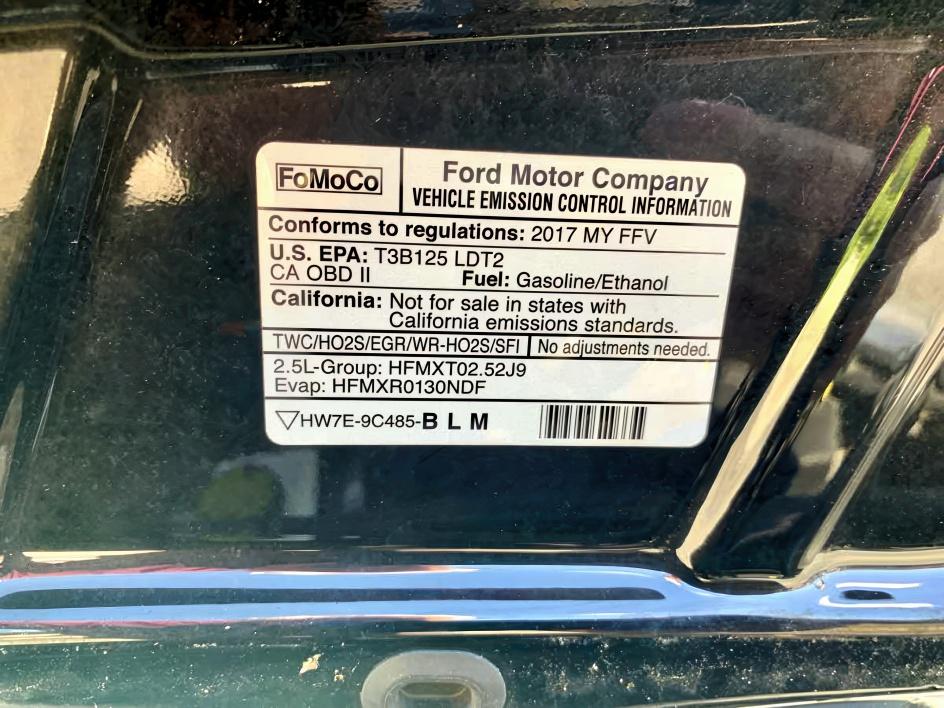 FoMoCo
Ford Motor Company
VEHICLE EMISSION CONTROL INFORMATION
Conforms to regulations: 2017 MY FFV
U.S. EPA: T3B125 LDT2
CA OBD II Fuel: Gasoline/Ethanol
California: Not for sale in states with
California emissions standards.
TWC/HO2S/EGR/WR-HO2S/SFI No adjustments needed.
2.5L-Group: HFMXT02.52J9
Evap: HFMXR0130NDF
▽HW7E-9C485-B L M